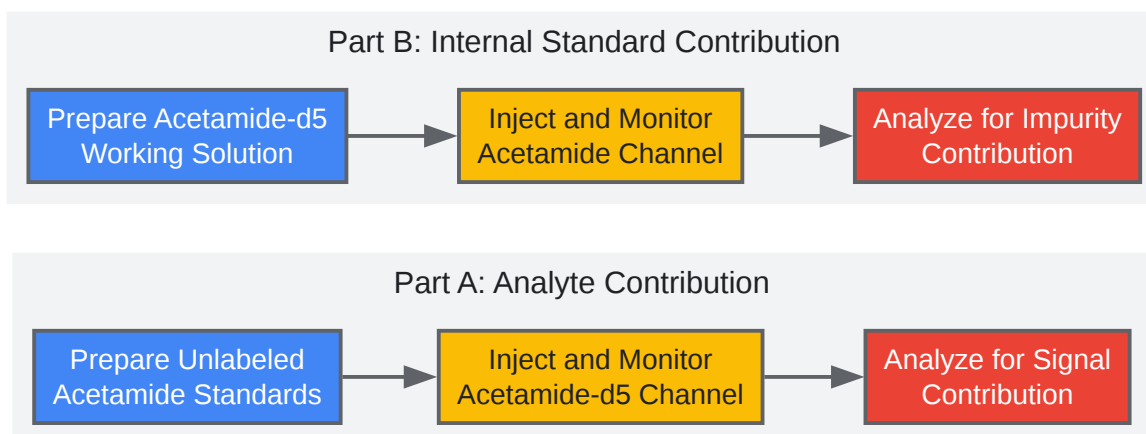 Part B: Internal Standard Contribution
Prepare Acetamide-d5
Working Solution
Inject and Monitor
Acetamide Channel
Analyze for Impurity
Contribution
Part A: Analyte Contribution
Prepare Unlabeled
Acetamide Standards
Inject and Monitor
Acetamide-d5 Channel
Analyze for Signal
Contribution